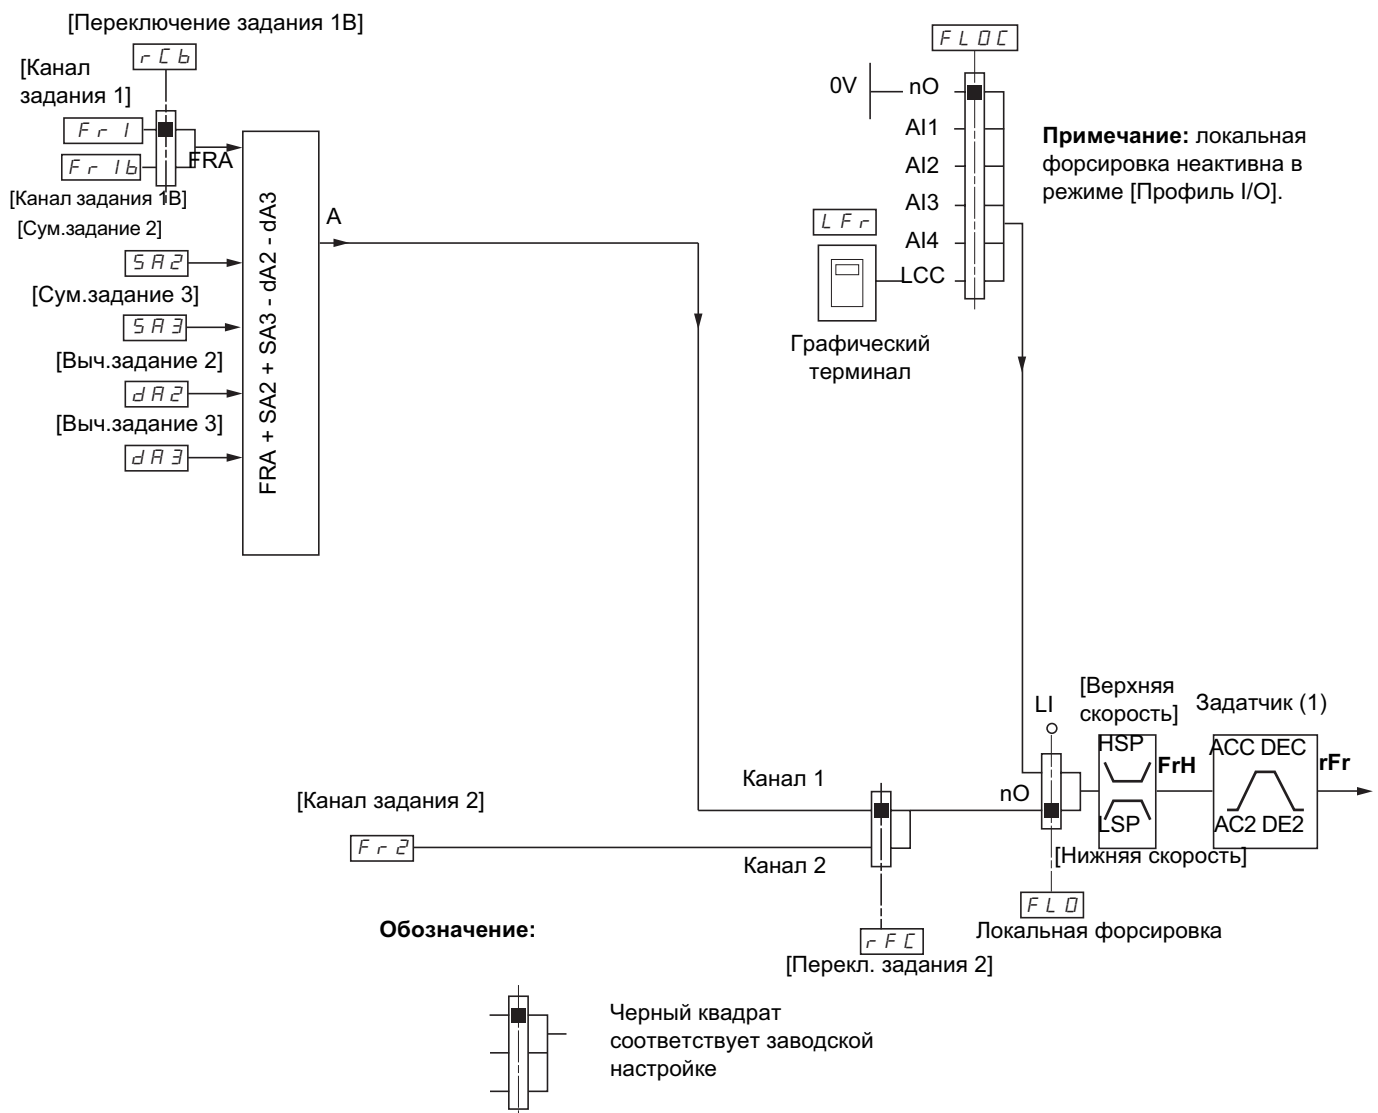 [Переключение задания 1B]
rCb
[Канал
задания 1]
Fr1
Fr1b
FRA
[Канал задания 1B]
[Сум.задание 2]
SA2
[Сум.задание 3]
SA3
[Выч.задание 2]
dA2
[Выч.задание 3]
dA3
FRA + SA2 + SA3 - dA2 - dA3
A
FLOC
0V
nO
AI1
AI2
AI3
AI4
LCC
LFr
Графический
терминал
Примечание: локальная
форсировка неактивна в
режиме [Профиль I/O].
[Канал задания 2]
Fr2
Канал 1
Канал 2
rFC
[Перекл. задания 2]
nO
LI
FLO
Локальная форсировка
[Верхняя
скорость]
HSP
LSP
[Нижняя скорость]
FrH
Задатчик (1)
ACC DEC
AC2 DE2
rFr
Обозначение:
Черный квадрат
соответствует заводской
настройке